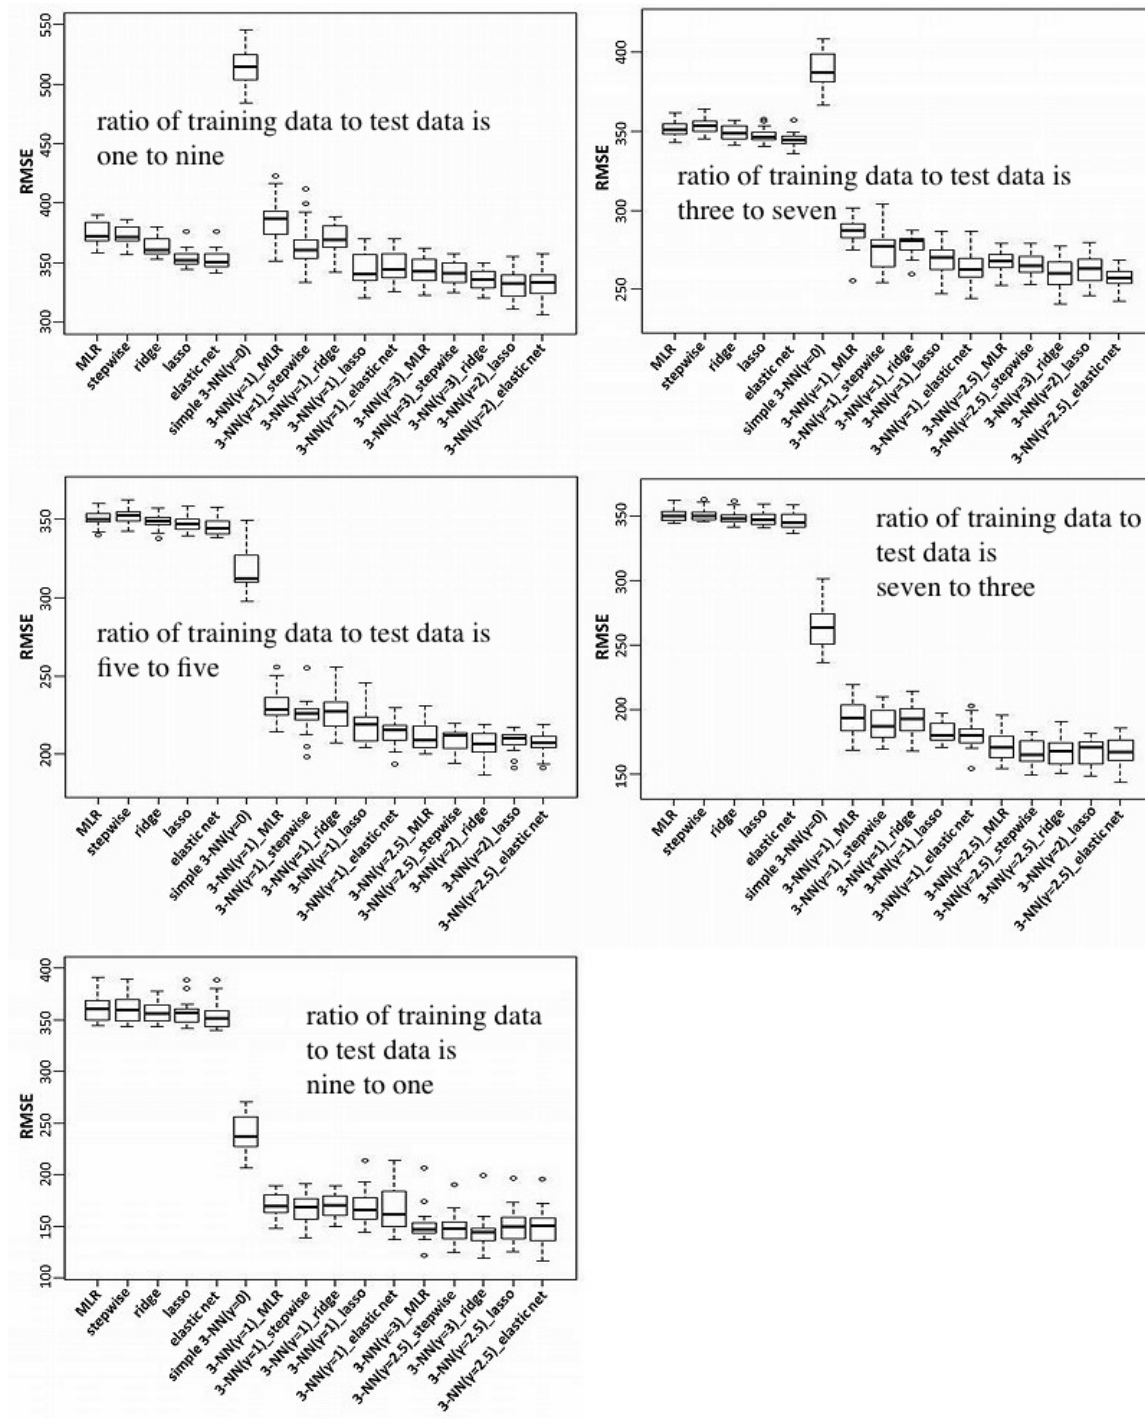 550
500
450
400
350
300
RMSE
ratio of training data to test data is
one to nine
MLR
stepwise
ridge
lasso
elastic net
simple 3-NN(γ=0)
3-NN(γ=1)_MLR
3-NN(γ=1)_stepwise
3-NN(γ=1)_ridge
3-NN(γ=1)_lasso
3-NN(γ=1)_elastic net
3-NN(γ=3)_MLR
3-NN(γ=3)_stepwise
3-NN(γ=3)_ridge
3-NN(γ=2)_lasso
3-NN(γ=2)_elastic net
400
350
300
250
RMSE
ratio of training data to test data is
three to seven
MLR
stepwise
ridge
lasso
elastic net
simple 3-NN(γ=0)
3-NN(γ=1)_MLR
3-NN(γ=1)_stepwise
3-NN(γ=1)_ridge
3-NN(γ=1)_lasso
3-NN(γ=1)_elastic net
3-NN(γ=2.5)_MLR
3-NN(γ=2.5)_stepwise
3-NN(γ=3)_ridge
3-NN(γ=2)_lasso
3-NN(γ=2.5)_elastic net
350
300
250
200
RMSE
ratio of training data to test data is
five to five
MLR
stepwise
ridge
lasso
elastic net
simple 3-NN(γ=0)
3-NN(γ=1)_MLR
3-NN(γ=1)_stepwise
3-NN(γ=1)_ridge
3-NN(γ=1)_lasso
3-NN(γ=1)_elastic net
3-NN(γ=2.5)_MLR
3-NN(γ=2.5)_stepwise
3-NN(γ=2)_ridge
3-NN(γ=2)_lasso
3-NN(γ=2.5)_elastic net
350
300
250
200
150
RMSE
ratio of training data to
test data is
seven to three
MLR
stepwise
ridge
lasso
elastic net
simple 3-NN(γ=0)
3-NN(γ=1)_MLR
3-NN(γ=1)_stepwise
3-NN(γ=1)_ridge
3-NN(γ=1)_lasso
3-NN(γ=1)_elastic net
3-NN(γ=2.5)_MLR
3-NN(γ=2.5)_stepwise
3-NN(γ=2.5)_ridge
3-NN(γ=2)_lasso
3-NN(γ=2.5)_elastic net
400
350
300
250
200
150
100
RMSE
ratio of training data
to test data is
nine to one
MLR
stepwise
ridge
lasso
elastic net
simple 3-NN(γ=0)
3-NN(γ=1)_MLR
3-NN(γ=1)_stepwise
3-NN(γ=1)_ridge
3-NN(γ=1)_lasso
3-NN(γ=1)_elastic net
3-NN(γ=3)_MLR
3-NN(γ=2.5)_stepwise
3-NN(γ=3)_ridge
3-NN(γ=2.5)_lasso
3-NN(γ=2.5)_elastic net